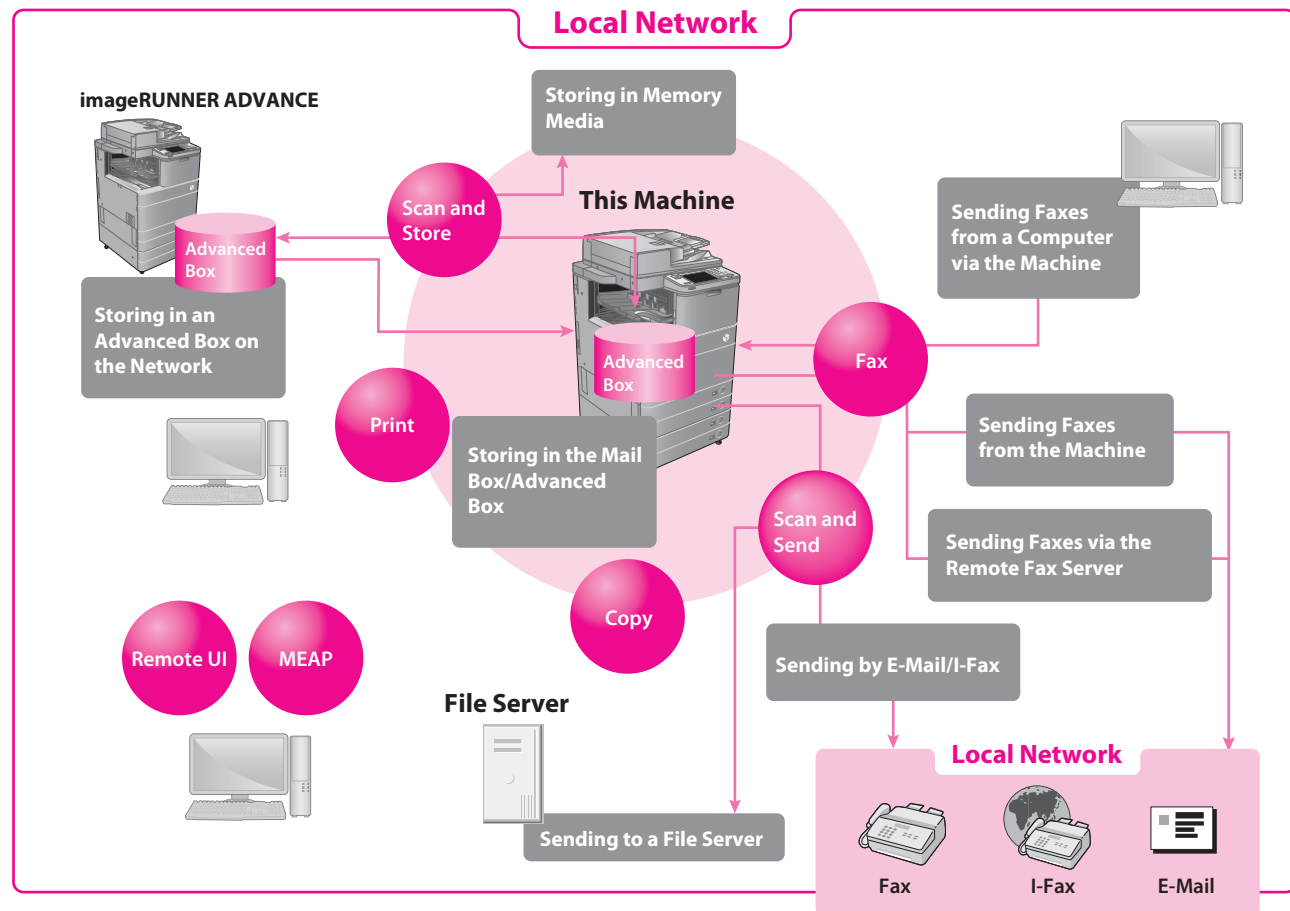 Local Network
imageRUNNER ADVANCE
Storing in Memory
Media
Scan and
Store
This Machine
Sending Faxes
from a Computer
via the Machine
Advanced
Box
Storing in an
Advanced Box on
the Network
Advanced
Box
Fax
Print
Storing in the Mail
Box/Advanced
Box
Sending Faxes
from the Machine
Scan and
Send
Sending Faxes via the
Remote Fax Server
Copy
Remote UI
MEAP
Sending by E-Mail/I-Fax
File Server
Sending to a File Server
Local Network
Fax
I-Fax
E-Mail